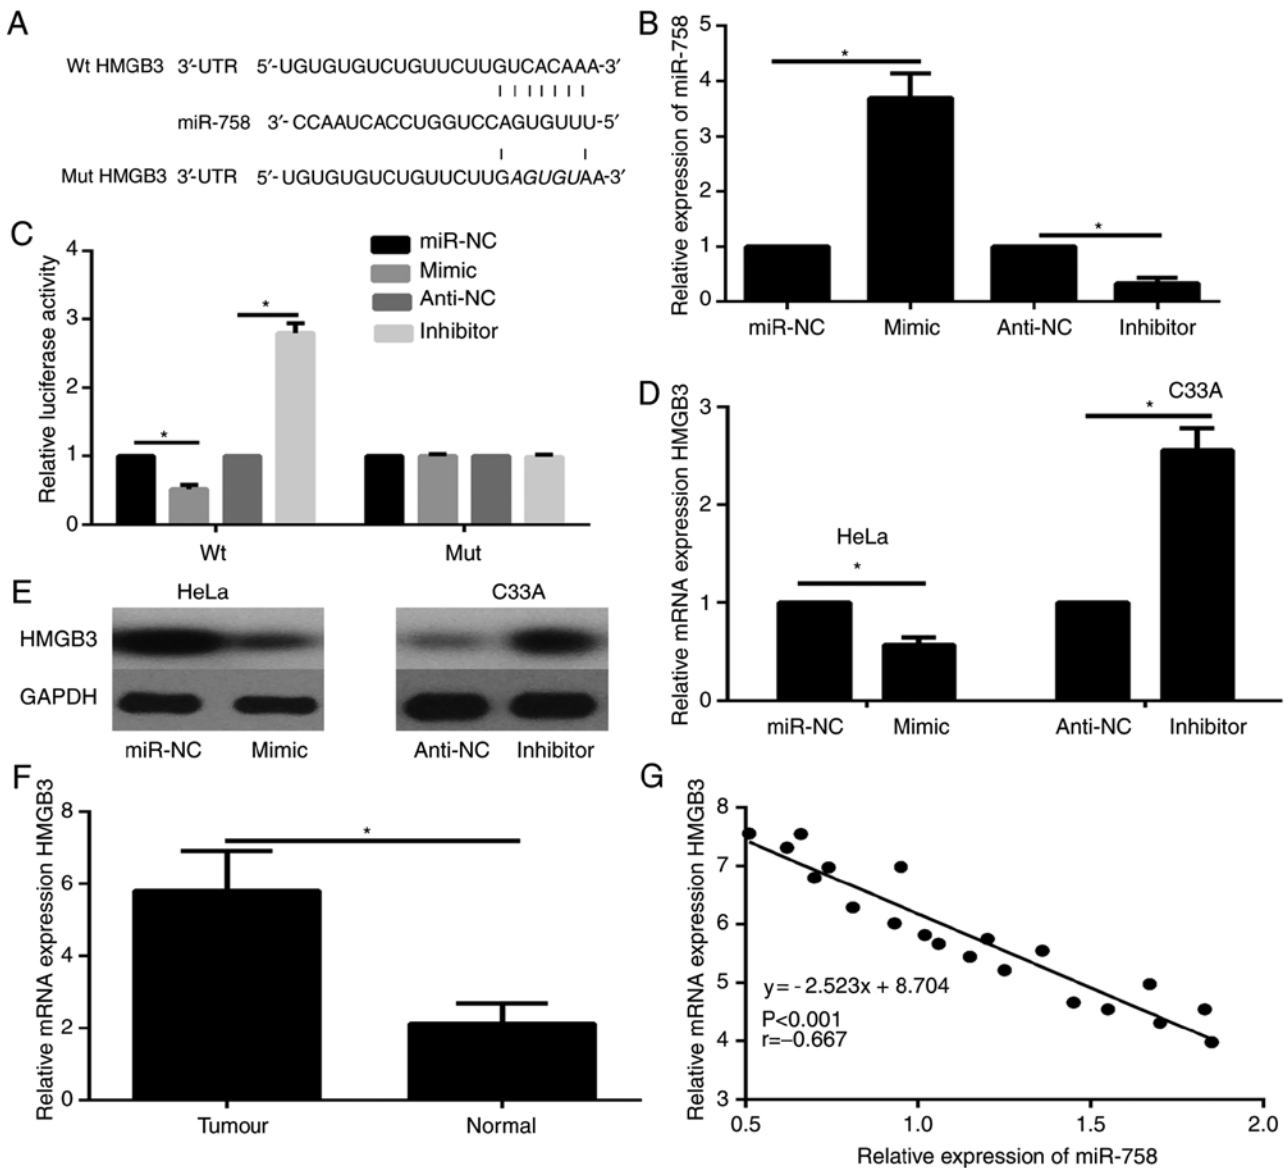 A
Wt HMGB3 3′-UTR 5′-UGUGUGUCUGUUCUUGUCACAAA-3′
miR-758 3′- CCAAUCACCUGGUCCAGUGUUU-5′
Mut HMGB3 3′-UTR 5′-UGUGUGUCUGUUCUUGAGUGUAA-3′
B
Relative expression of miR-758
5
4
3
2
1
0
*
*
miR-NC Mimic Anti-NC Inhibitor
C
Relative luciferase activity
4
3
2
1
0
*
*
miR-NC
Mimic
Anti-NC
Inhibitor
Wt Mut
D
Relative mRNA expression HMGB3
3
2
1
0
HeLa
*
C33A
*
miR-NC Mimic Anti-NC Inhibitor
E
HeLa C33A
HMGB3
GAPDH
miR-NC Mimic Anti-NC Inhibitor
F
Relative mRNA expression HMGB3
8
6
4
2
0
*
Tumour Normal
G
Relative mRNA expression HMGB3
8
7
6
5
4
3
y= - 2.523x + 8.704
P<0.001
r=−0.667
0.5 1.0 1.5 2.0
Relative expression of miR-758